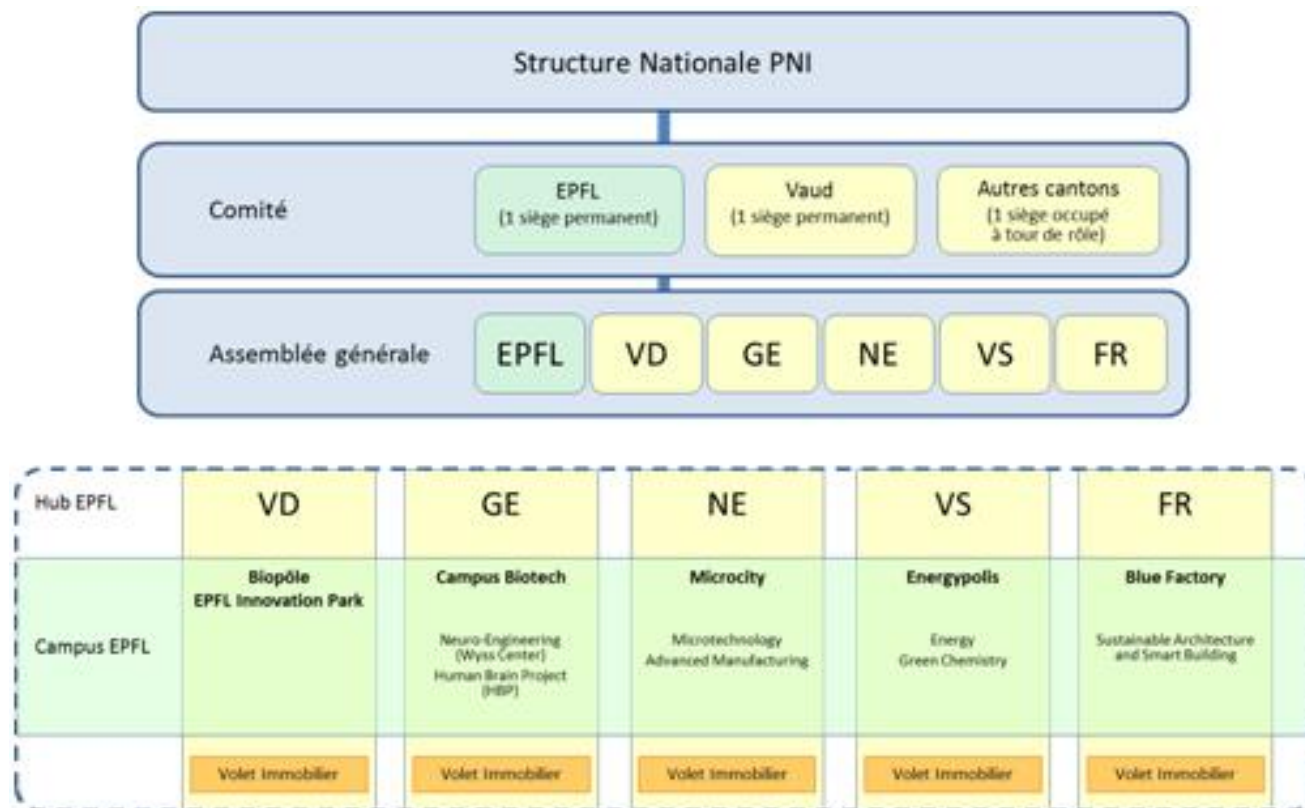 Structure Nationale PNI
Comité
EPFL
(1 siège permanent)
Vaud
(1 siège permanent)
Autres cantons
(1 siège occupé
à tour de rôle)
Assemblée générale
EPFL
VD
GE
NE
VS
FR
Hub EPFL
VD
GE
NE
VS
FR
Campus EPFL
Biopôle
EPFL Innovation Park
Campus Biotech
Neuro-Engineering
(Wyss Center)
Human Brain Project
(HBP)
Microcity
Microtechnology
Advanced Manufacturing
Energypolis
Energy
Green Chemistry
Blue Factory
Sustainable Architecture
and Smart Building
Volet Immobilier
Volet Immobilier
Volet Immobilier
Volet Immobilier
Volet Immobilier